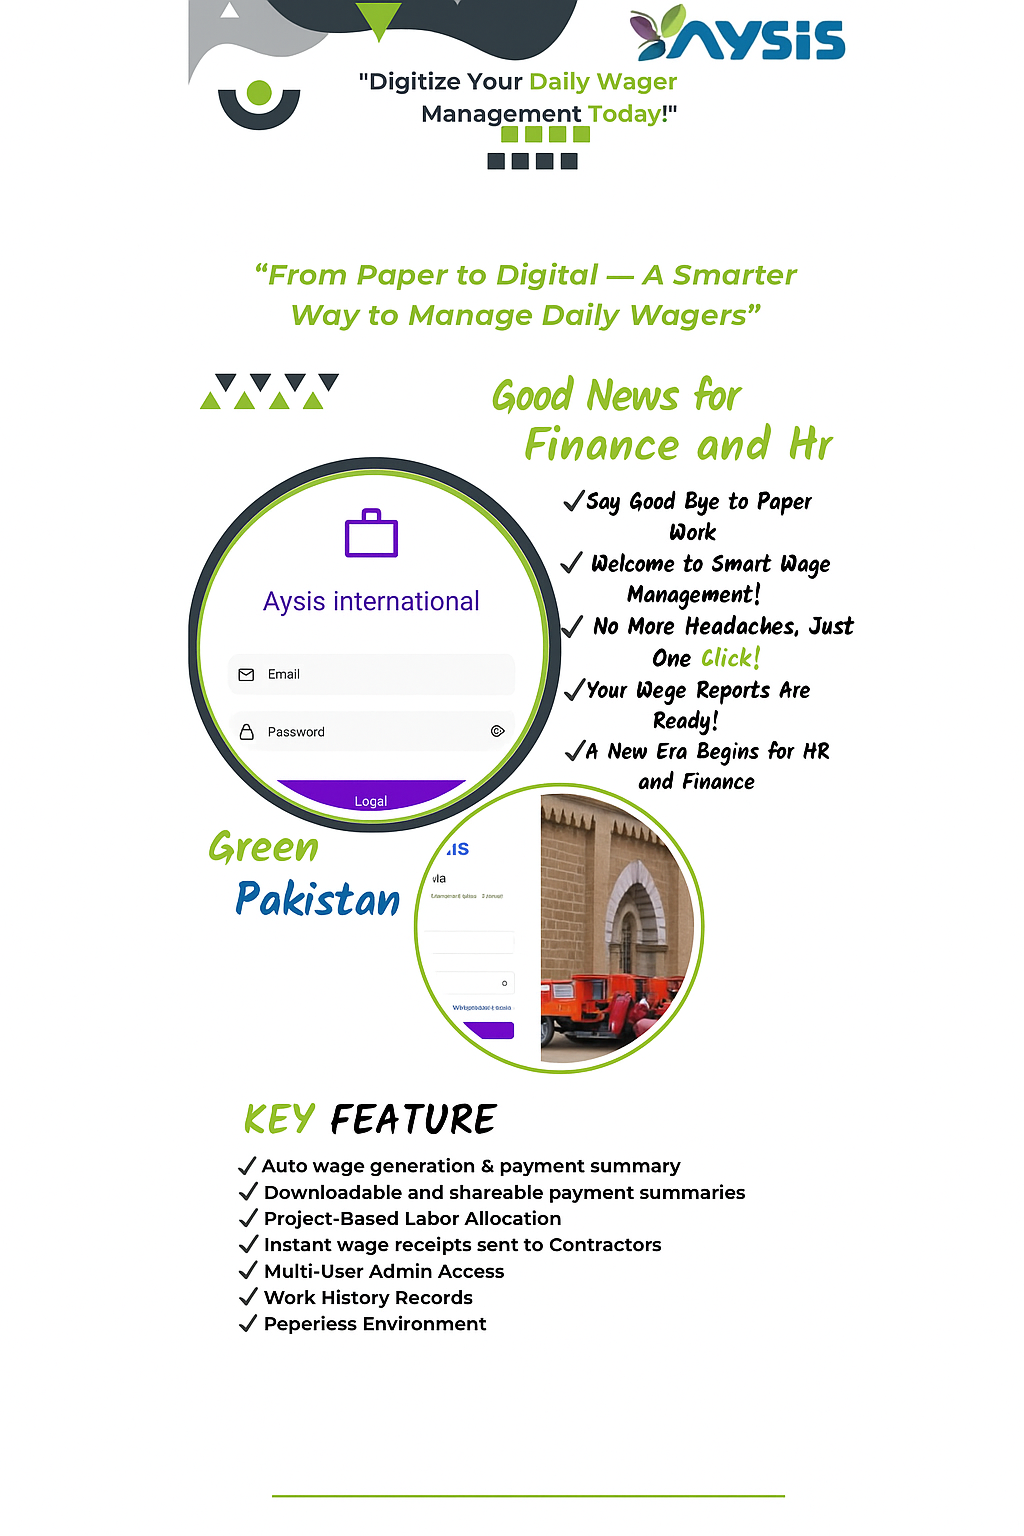 AYSIS
"Digitize Your Daily Wager
Management Today!"
“From Paper to Digital — A Smarter
Way to Manage Daily Wagers”
Good News for
Finance and Hr
✓Say Good Bye to Paper
Work
✓ Welcome to Smart Wage
Management!
✓ No More Headaches, Just
One Click!
✓Your Wege Reports Are
Ready!
✓A New Era Begins for HR
and Finance
Aysis international
Email
Password
Logal
Green
Pakistan
KEY FEATURE
✓ Auto wage generation & payment summary
✓ Downloadable and shareable payment summaries
✓ Project-Based Labor Allocation
✓ Instant wage receipts sent to Contractors
✓ Multi-User Admin Access
✓ Work History Records
✓ Peperiess Environment